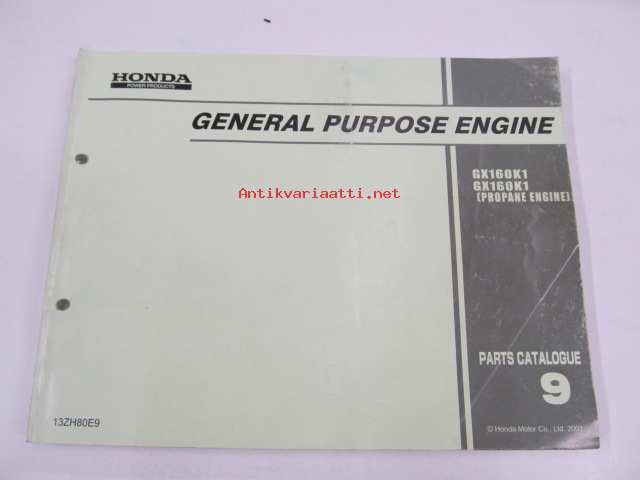 HONDA
POWER PRODUCTS
GENERAL PURPOSE ENGINE
GX160K1
GX160K1
(PROPANE ENGINE)
Antikvariaatti.net
PARTS CATALOGUE
9
13ZH80E9
© Honda Motor Co., Ltd.